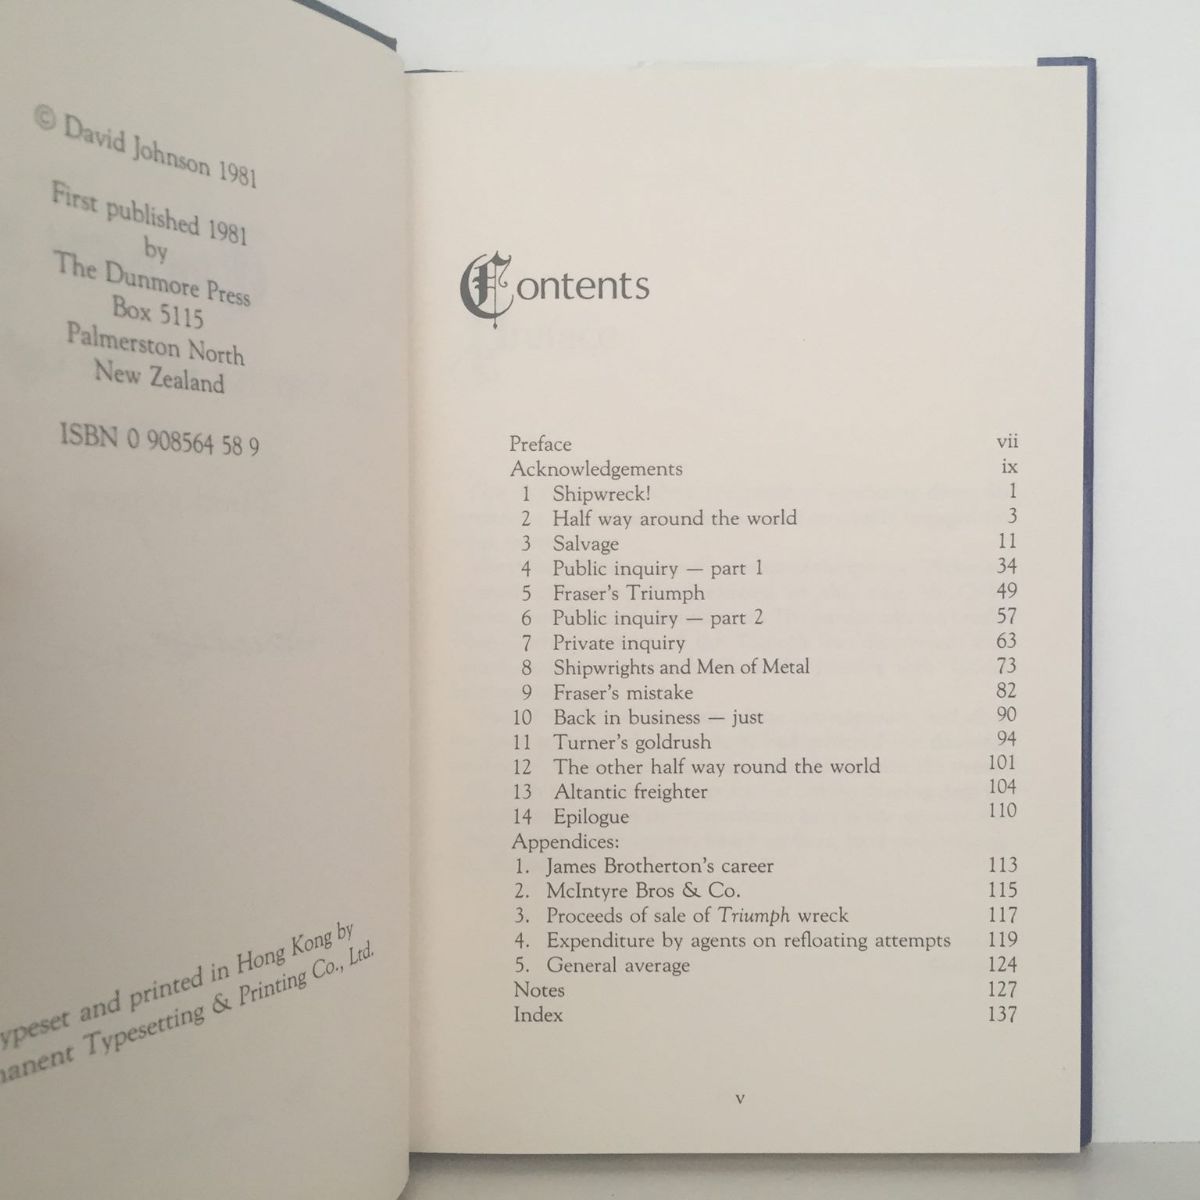 © David Johnson 1981
First published 1981
by
The Dunmore Press
Box 5115
Palmerston North
New Zealand
ISBN 0 908564 58 9
ypeset and printed in Hong Kong by
nanent Typesetting & Printing Co., Ltd.
Contents
Preface vii
Acknowledgements ix
1 Shipwreck! 1
2 Half way around the world 3
3 Salvage 11
4 Public inquiry — part 1 34
5 Fraser's Triumph 49
6 Public inquiry — part 2 57
7 Private inquiry 63
8 Shipwrights and Men of Metal 73
9 Fraser's mistake 82
10 Back in business — just 90
11 Turner's goldrush 94
12 The other half way round the world 101
13 Altantic freighter 104
14 Epilogue 110
Appendices:
1. James Brotherton's career 113
2. McIntyre Bros & Co. 115
3. Proceeds of sale of Triumph wreck 117
4. Expenditure by agents on refloating attempts 119
5. General average 124
Notes 127
Index 137
v